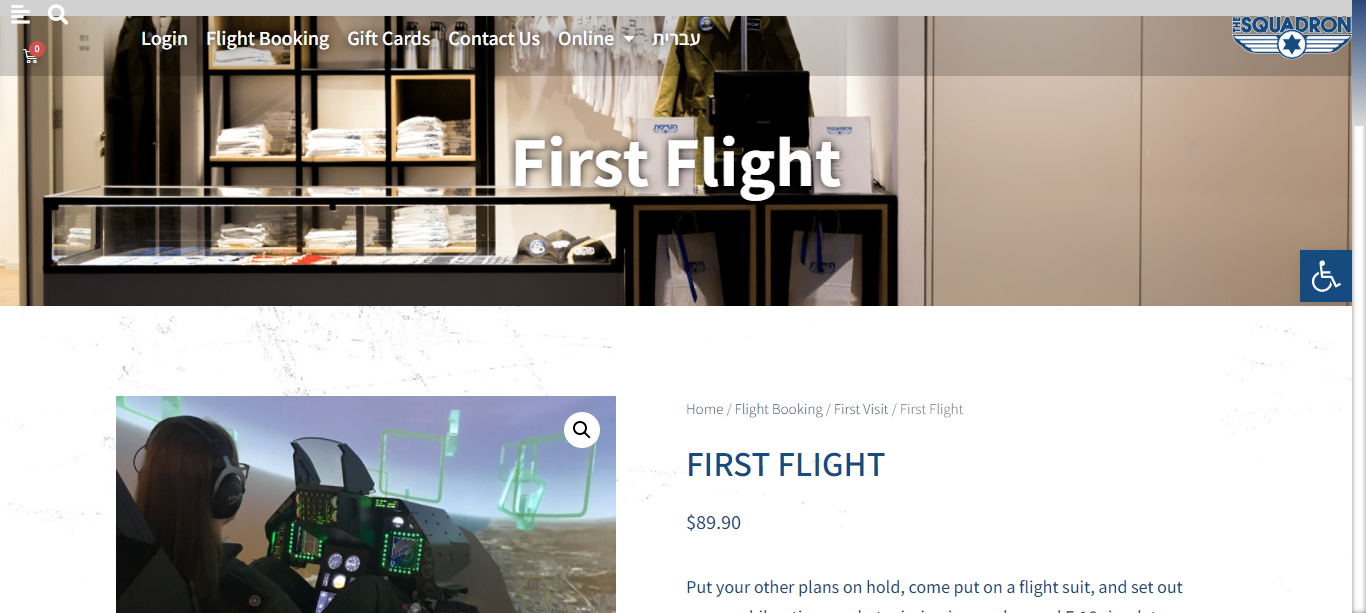 0
Login Flight Booking Gift Cards Contact Us Online עברית
THE SQUADRON
First Flight
Home / Flight Booking / First Visit / First Flight
FIRST FLIGHT
$89.90
Put your other plans on hold, come put on a flight suit, and set out